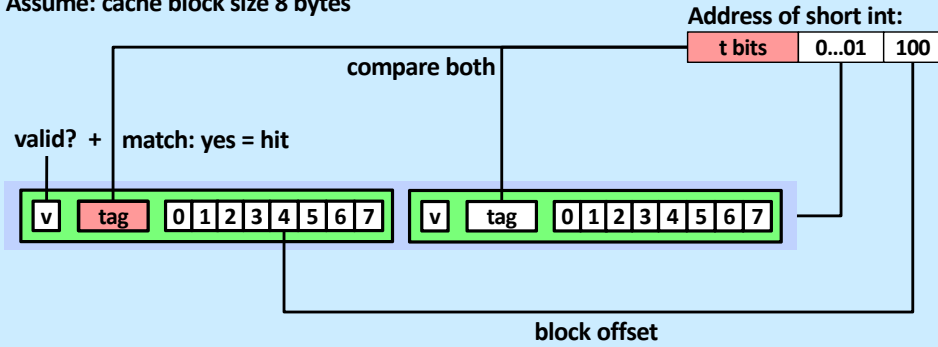 Assume: cache block size 8 bytes
Address of short int:
t bits 0...01 100
compare both
valid? + match: yes = hit
v tag 0 1 2 3 4 5 6 7 v tag 0 1 2 3 4 5 6 7
block offset